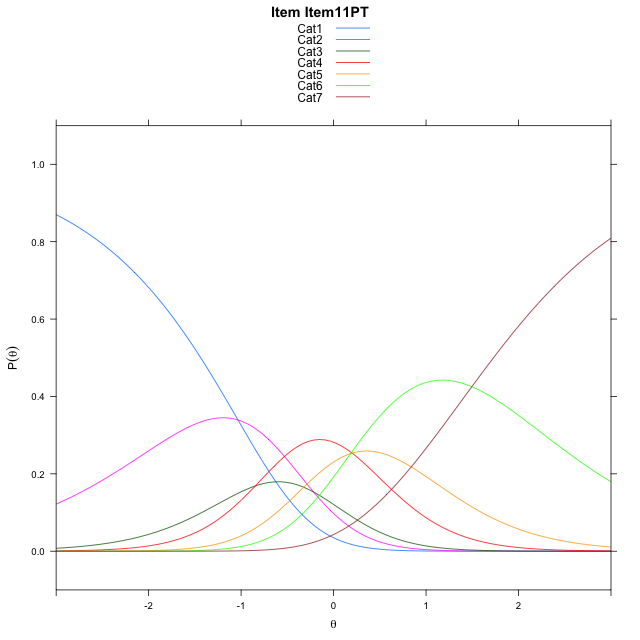 Item Item11PT
Cat1
Cat2
Cat3
Cat4
Cat5
Cat6
Cat7
1.0
0.8
0.6
0.4
0.2
0.0
P(θ)
-2 -1 0 1 2
θ